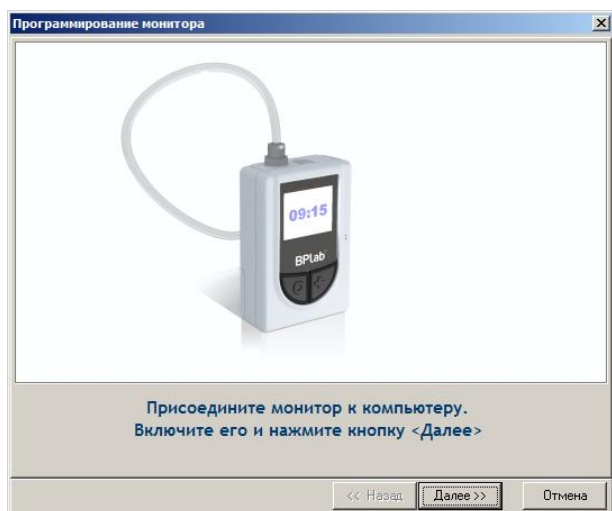 Программирование монитора
09:15
BPLab
Присоедините монитор к компьютеру.
Включите его и нажмите кнопку <Далее>
<< Назад
Далее >>
Отмена